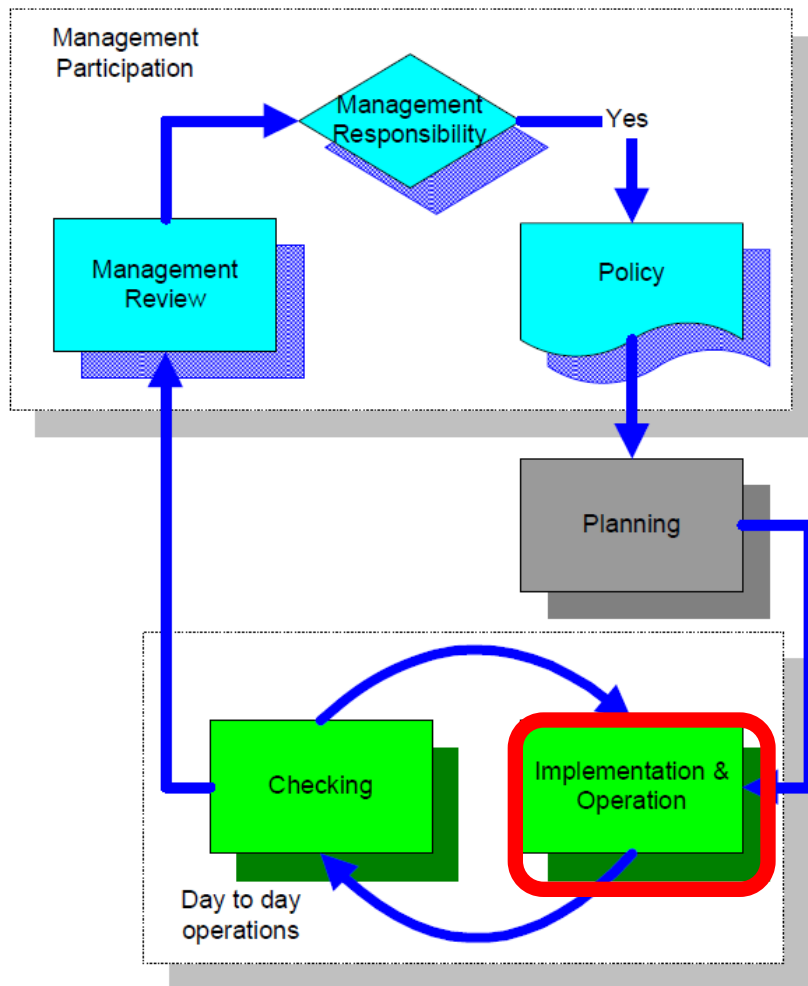 Management
Participation
Management
Responsibility
Yes
Management
Review
Policy
Planning
Checking
Implementation &
Operation
Day to day
operations